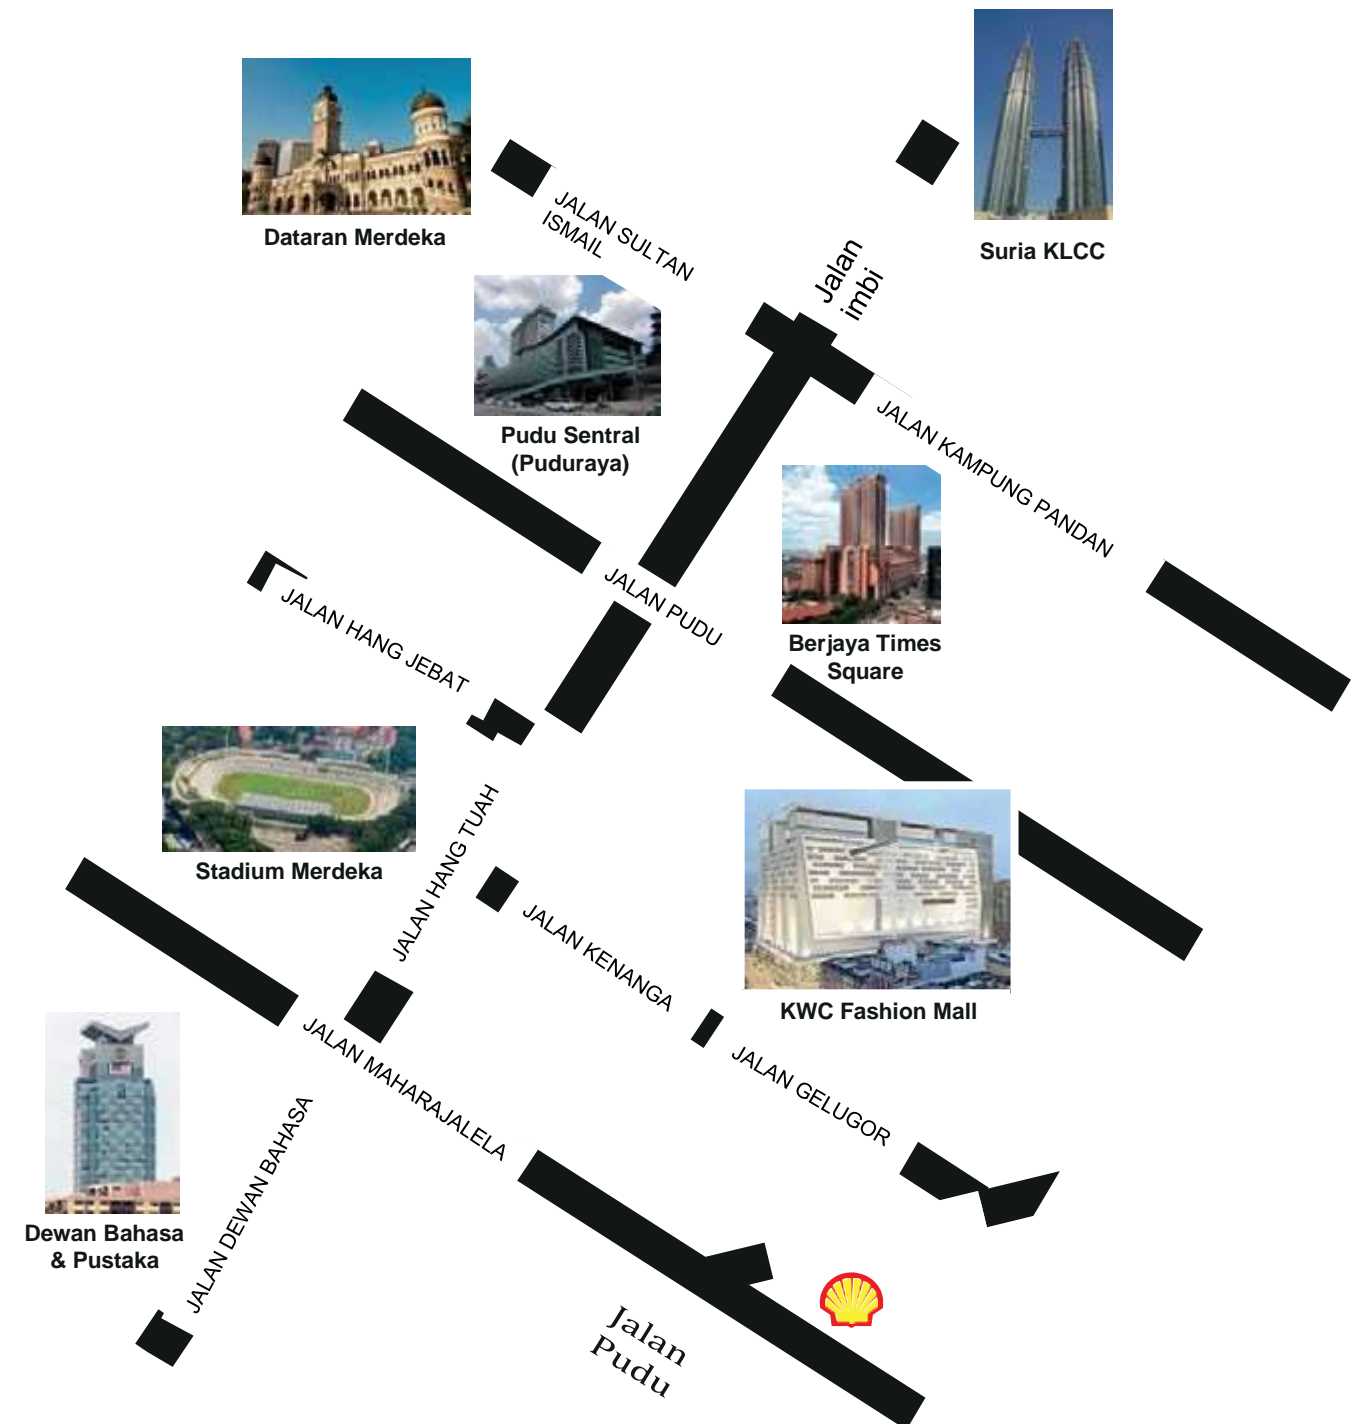 Dataran Merdeka
Suria KLCC
JALAN SULTAN
ISMAIL
Jalan
imbi
Pudu Sentral
(Puduraya)
JALAN KAMPUNG PANDAN
JALAN PUDU
JALAN HANG JEBAT
Berjaya Times
Square
Stadium Merdeka
JALAN HANG TUAH
JALAN KENANGA
KWC Fashion Mall
JALAN MAHARAJALELA
JALAN GELUGOR
JALAN DEWAN BAHASA
Dewan Bahasa
& Pustaka
Jalan
Pudu